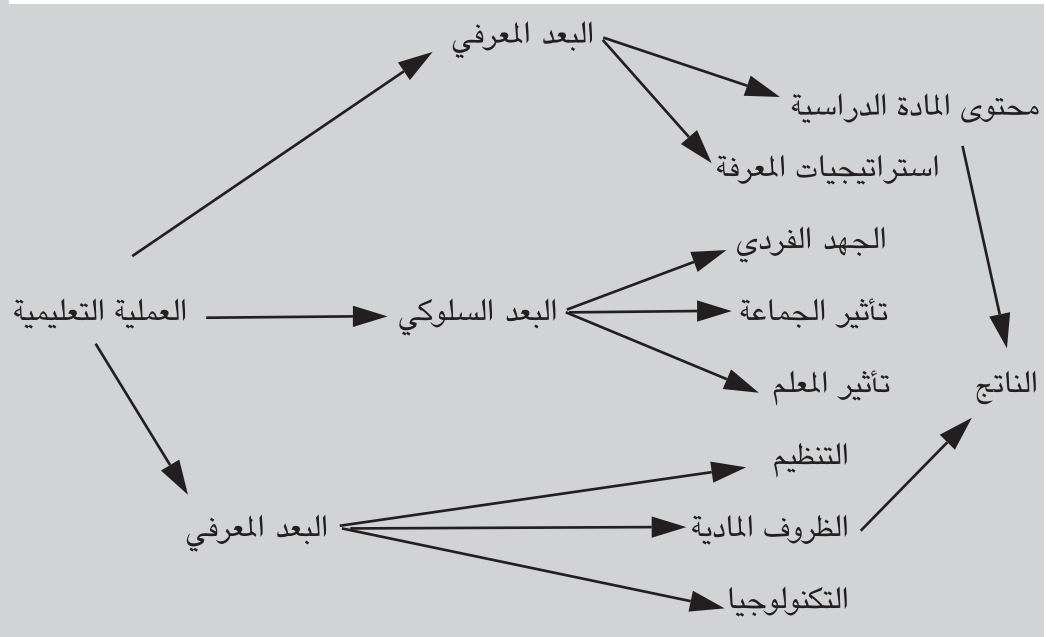 البعد المعرفي
محتوى المادة الدراسية
استراتيجيات المعرفة
الجهد الفردي
العملية التعليمية
البعد السلوكي
تأثير الجماعة
تأثير المعلم
الناتج
التنظيم
البعد المعرفي
الظروف المادية
التكنولوجيا